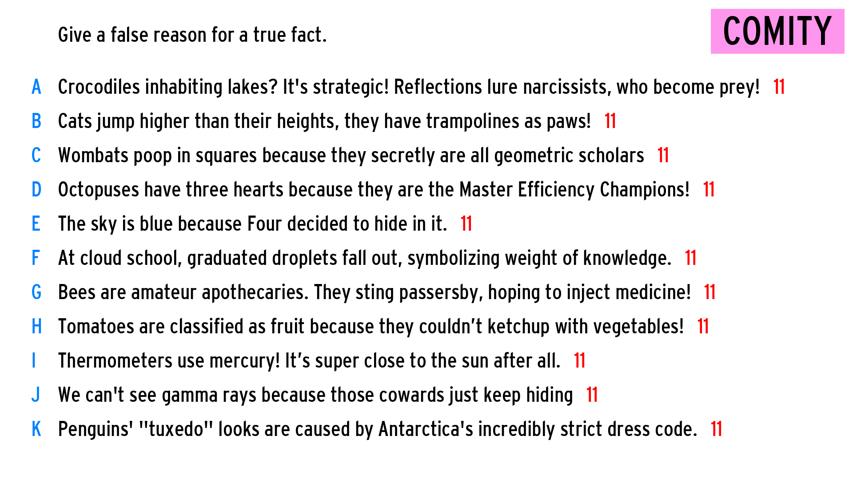 Give a false reason for a true fact.
COMITY
A Crocodiles inhabiting lakes? It's strategic! Reflections lure narcissists, who become prey! 11
B Cats jump higher than their heights, they have trampolines as paws! 11
C Wombats poop in squares because they secretly are all geometric scholars 11
D Octopuses have three hearts because they are the Master Efficiency Champions! 11
E The sky is blue because Four decided to hide in it. 11
F At cloud school, graduated droplets fall out, symbolizing weight of knowledge. 11
G Bees are amateur apothecaries. They sting passersby, hoping to inject medicine! 11
H Tomatoes are classified as fruit because they couldn’t ketchup with vegetables! 11
I Thermometers use mercury! It’s super close to the sun after all. 11
J We can't see gamma rays because those cowards just keep hiding 11
K Penguins' "tuxedo" looks are caused by Antarctica's incredibly strict dress code. 11